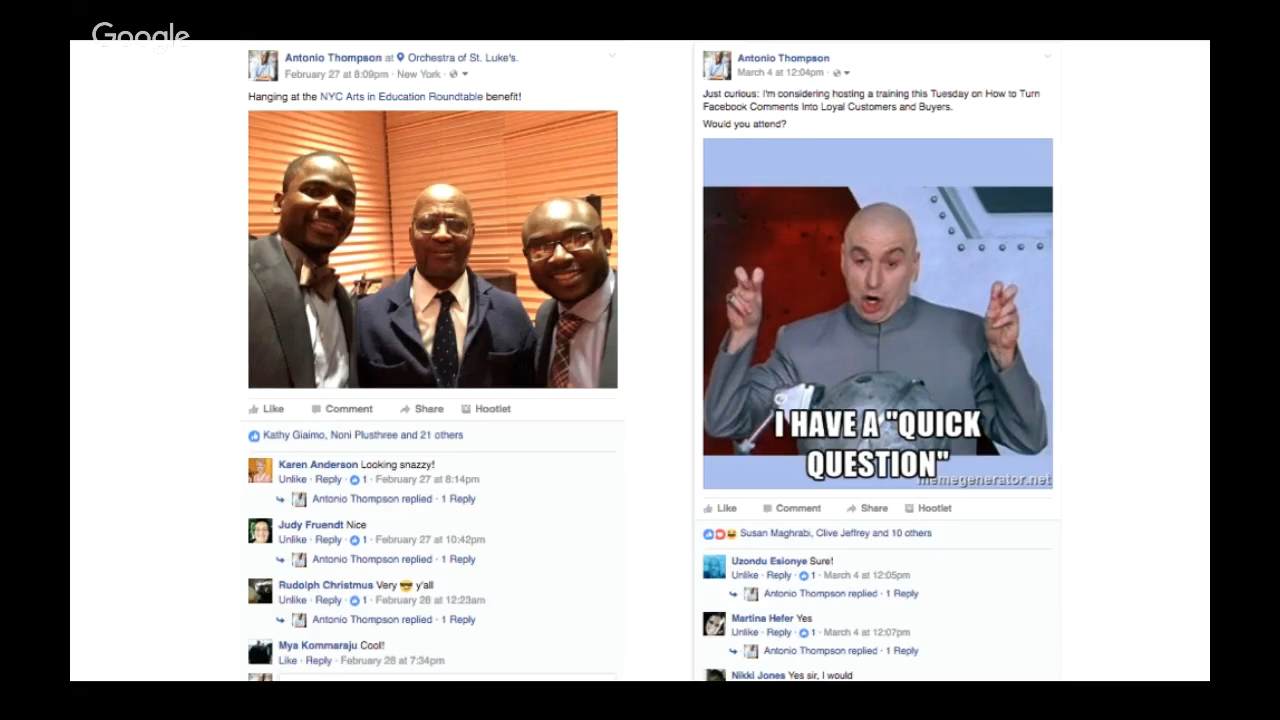 Google
Antonio Thompson at Orchestra of St. Luke's.
February 27 at 8:09pm · New York ·
Hanging at the NYC Arts in Education Roundtable benefit!
Like Comment Share Hootlet
Kathy Giaimo, Noni Plusthree and 21 others
Karen Anderson Looking snazzy!
Unlike · Reply · 1 · February 27 at 8:14pm
Antonio Thompson replied · 1 Reply
Judy Fruendt Nice
Unlike · Reply · 1 · February 27 at 10:42pm
Antonio Thompson replied · 1 Reply
Rudolph Christmus Very 😎 y'all
Unlike · Reply · 1 · February 28 at 12:23am
Antonio Thompson replied · 1 Reply
Mya Kommaraju Cool!
Like · Reply · February 28 at 7:34pm
Antonio Thompson
March 4 at 12:04pm ·
Just curious: I'm considering hosting a training this Tuesday on How to Turn
Facebook Comments Into Loyal Customers and Buyers.
Would you attend?
I HAVE A "QUICK
QUESTION"
memegenerator.net
Like Comment Share Hootlet
Susan Maghrabi, Clive Jeffrey and 10 others
Uzondu Esionye Sure!
Unlike · Reply · 1 · March 4 at 12:05pm
Antonio Thompson replied · 1 Reply
Martina Hefer Yes
Unlike · Reply · 1 · March 4 at 12:07pm
Antonio Thompson replied · 1 Reply
Nikki Jones Yes sir, I would